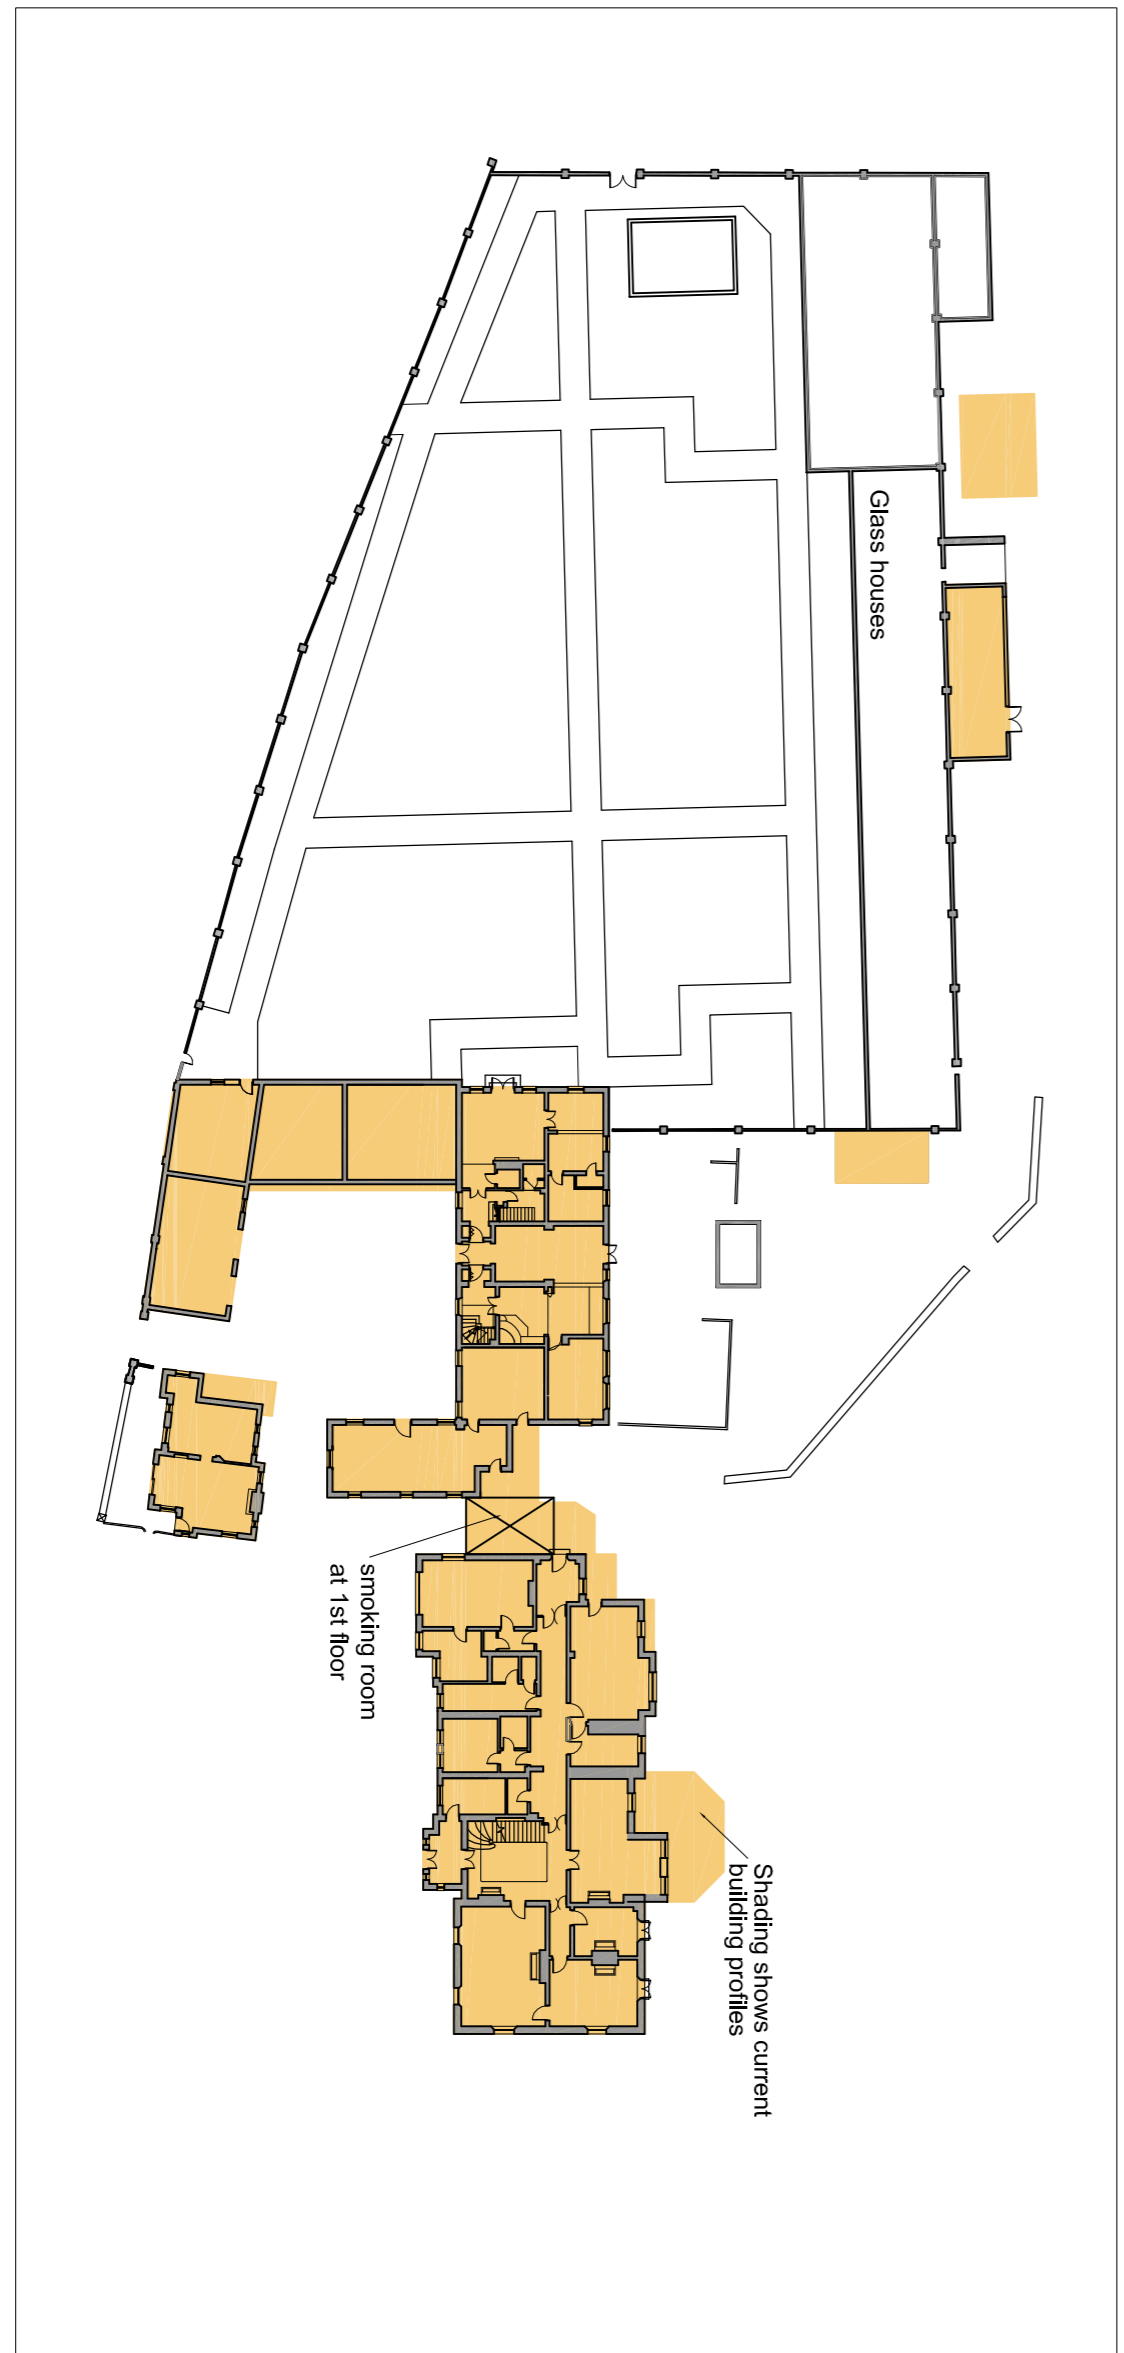 Glass houses
smoking room
at 1st floor
Shading shows current
building profiles